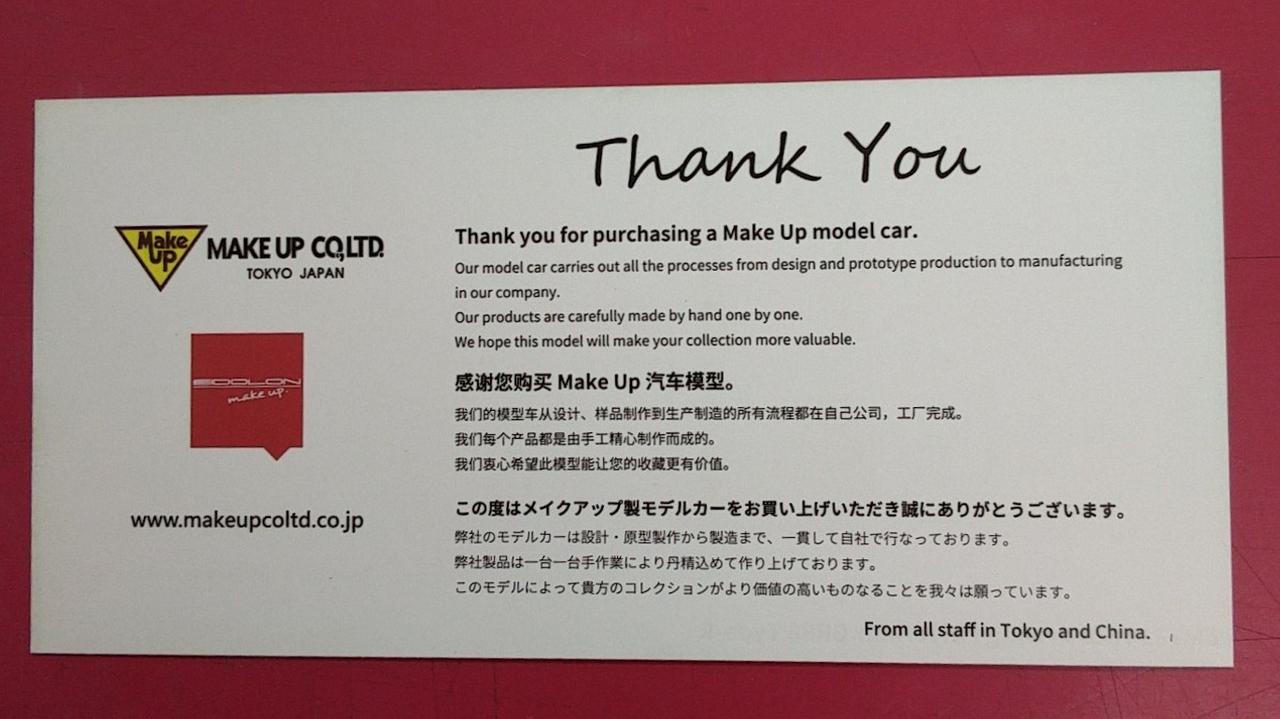 Thank You
Make Up
MAKE UP CO.,LTD.
TOKYO JAPAN
EIDOLON
make up.
www.makeupcoltd.co.jp
Thank you for purchasing a Make Up model car.
Our model car carries out all the processes from design and prototype production to manufacturing
in our company.
Our products are carefully made by hand one by one.
We hope this model will make your collection more valuable.
感谢您购买 Make Up 汽车模型。
我们的模型车从设计、样品制作到生产制造的所有流程都在自己公司，工厂完成。
我们每个产品都是由手工精心制作而成的。
我们衷心希望此模型能让您的收藏更有价值。
この度はメイクアップ製モデルカーをお買い上げいただき誠にありがとうございます。
弊社のモデルカーは設計・原型製作から製造まで、一貫して自社で行なっております。
弊社製品は一台一台手作業により丹精込めて作り上げております。
このモデルによって貴方のコレクションがより価値の高いものなることを我々は願っています。
From all staff in Tokyo and China.